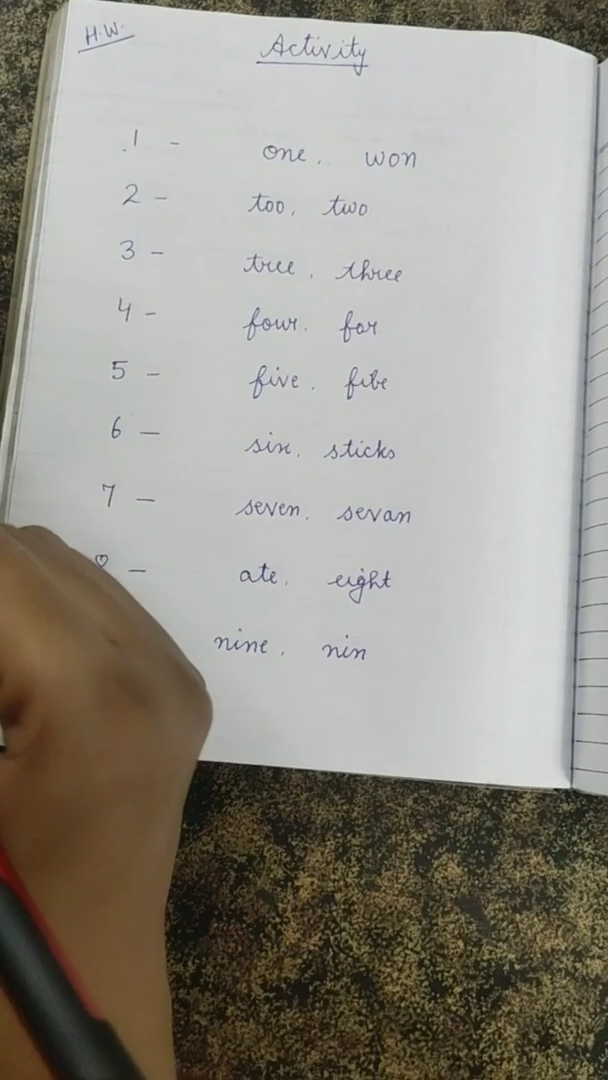 H.W.
Activity
1 - one, won
2 - too, two
3 - tree, three
4 - four, for
5 - five, fibe
6 - six, sticks
7 - seven, sevan
8 - ate, eight
nine, nin